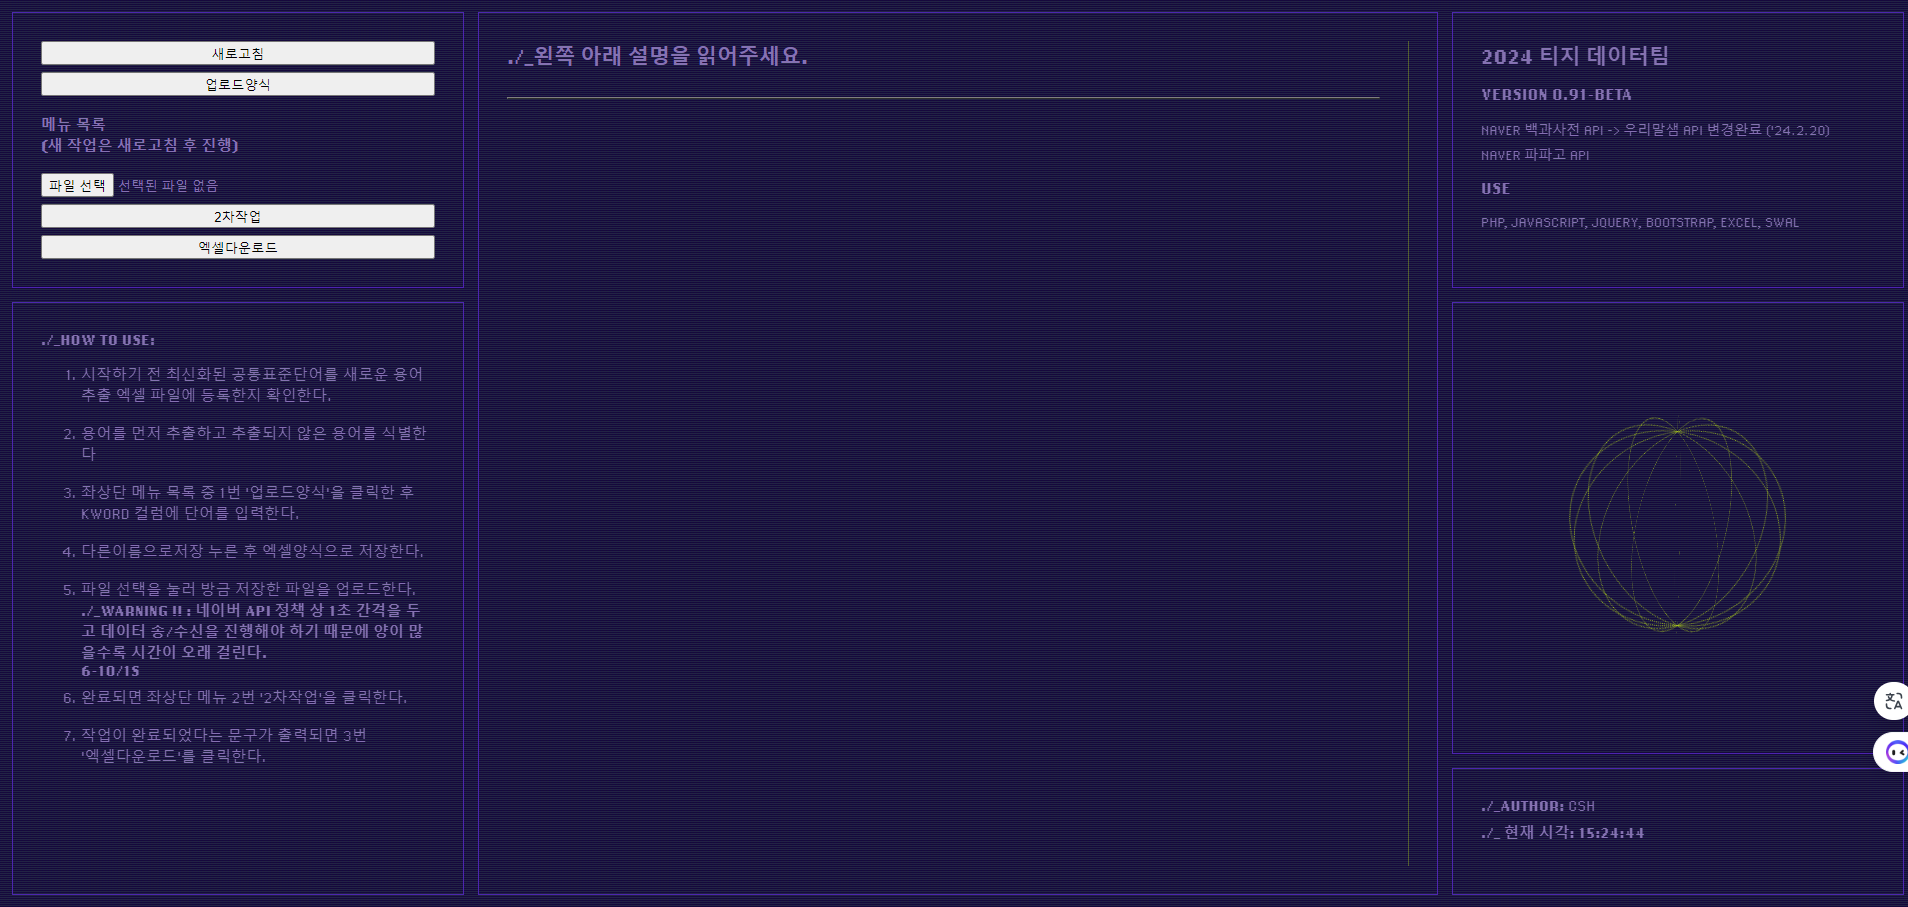 새로고침
업로드양식
메뉴 목록
(새 작업은 새로고침 후 진행)
파일 선택 선택된 파일 없음
2차작업
엑셀다운로드
./_HOW TO USE:
1. 시작하기 전 최신화된 공통표준단어를 새로운 용어
추출 엑셀 파일에 등록한지 확인한다.
2. 용어를 먼저 추출하고 추출되지 않은 용어를 식별한
다
3. 좌상단 메뉴 목록 중 1번 '업로드양식'을 클릭한 후
KWORD 컬럼에 단어를 입력한다.
4. 다른이름으로저장 누른 후 엑셀양식으로 저장한다.
5. 파일 선택을 눌러 방금 저장한 파일을 업로드한다.
./_WARNING !! : 네이버 API 정책 상 1초 간격을 두
고 데이터 송/수신을 진행해야 하기 때문에 양이 많
을수록 시간이 오래 걸린다.
6-10/1S
6. 완료되면 좌상단 메뉴 2번 '2차작업'을 클릭한다.
7. 작업이 완료되었다는 문구가 출력되면 3번
'엑셀다운로드'를 클릭한다.
./_왼쪽 아래 설명을 읽어주세요.
2024 티지 데이터팀
VERSION 0.91-BETA
NAVER 백과사전 API -> 우리말샘 API 변경완료 ('24.2.20)
NAVER 파파고 API
USE
PHP, JAVASCRIPT, JQUERY, BOOTSTRAP, EXCEL, SWAL
./_AUTHOR: CSH
./_ 현재 시각: 15:24:44